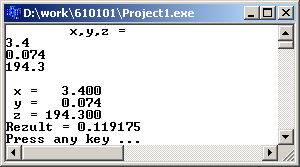 D:\work\610101\Project1.exe
x,y,z =
3.4
0.074
194.3
x =   3.400
y =   0.074
z = 194.300
Rezult = 0.119175
Press any key ...